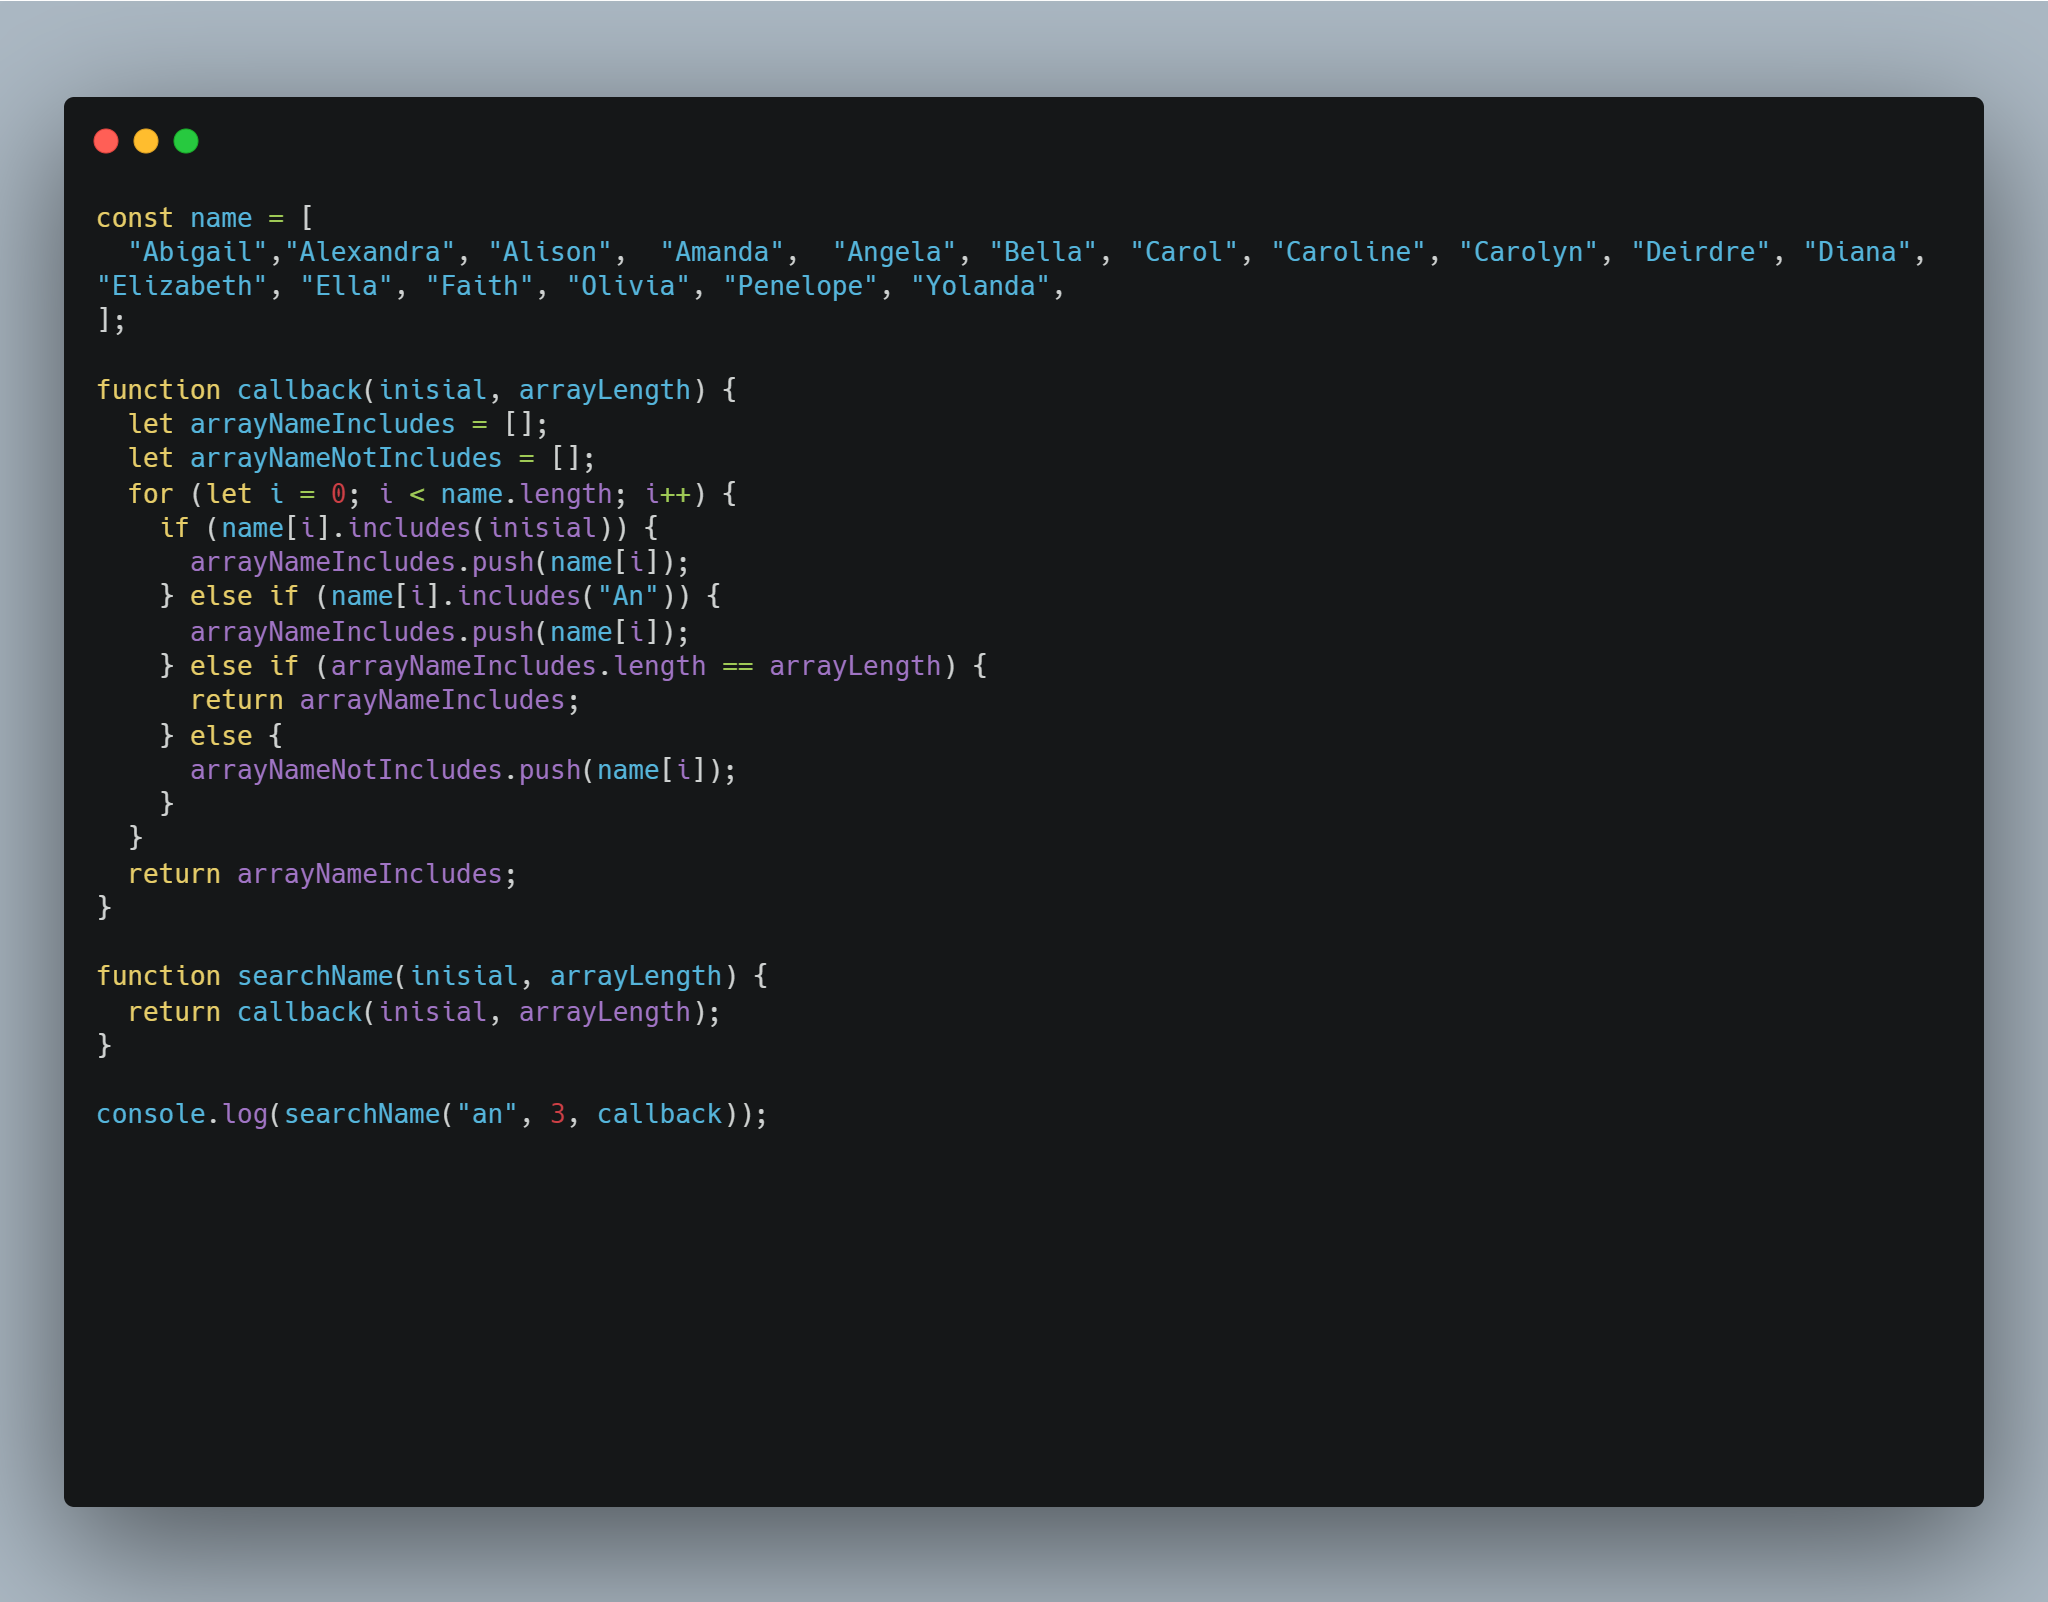 const name = [
  "Abigail","Alexandra", "Alison",  "Amanda",  "Angela", "Bella", "Carol", "Caroline", "Carolyn", "Deirdre", "Diana",
"Elizabeth", "Ella", "Faith", "Olivia", "Penelope", "Yolanda",
];

function callback(inisial, arrayLength) {
  let arrayNameIncludes = [];
  let arrayNameNotIncludes = [];
  for (let i = 0; i < name.length; i++) {
    if (name[i].includes(inisial)) {
      arrayNameIncludes.push(name[i]);
    } else if (name[i].includes("An")) {
      arrayNameIncludes.push(name[i]);
    } else if (arrayNameIncludes.length == arrayLength) {
      return arrayNameIncludes;
    } else {
      arrayNameNotIncludes.push(name[i]);
    }
  }
  return arrayNameIncludes;
}

function searchName(inisial, arrayLength) {
  return callback(inisial, arrayLength);
}

console.log(searchName("an", 3, callback));